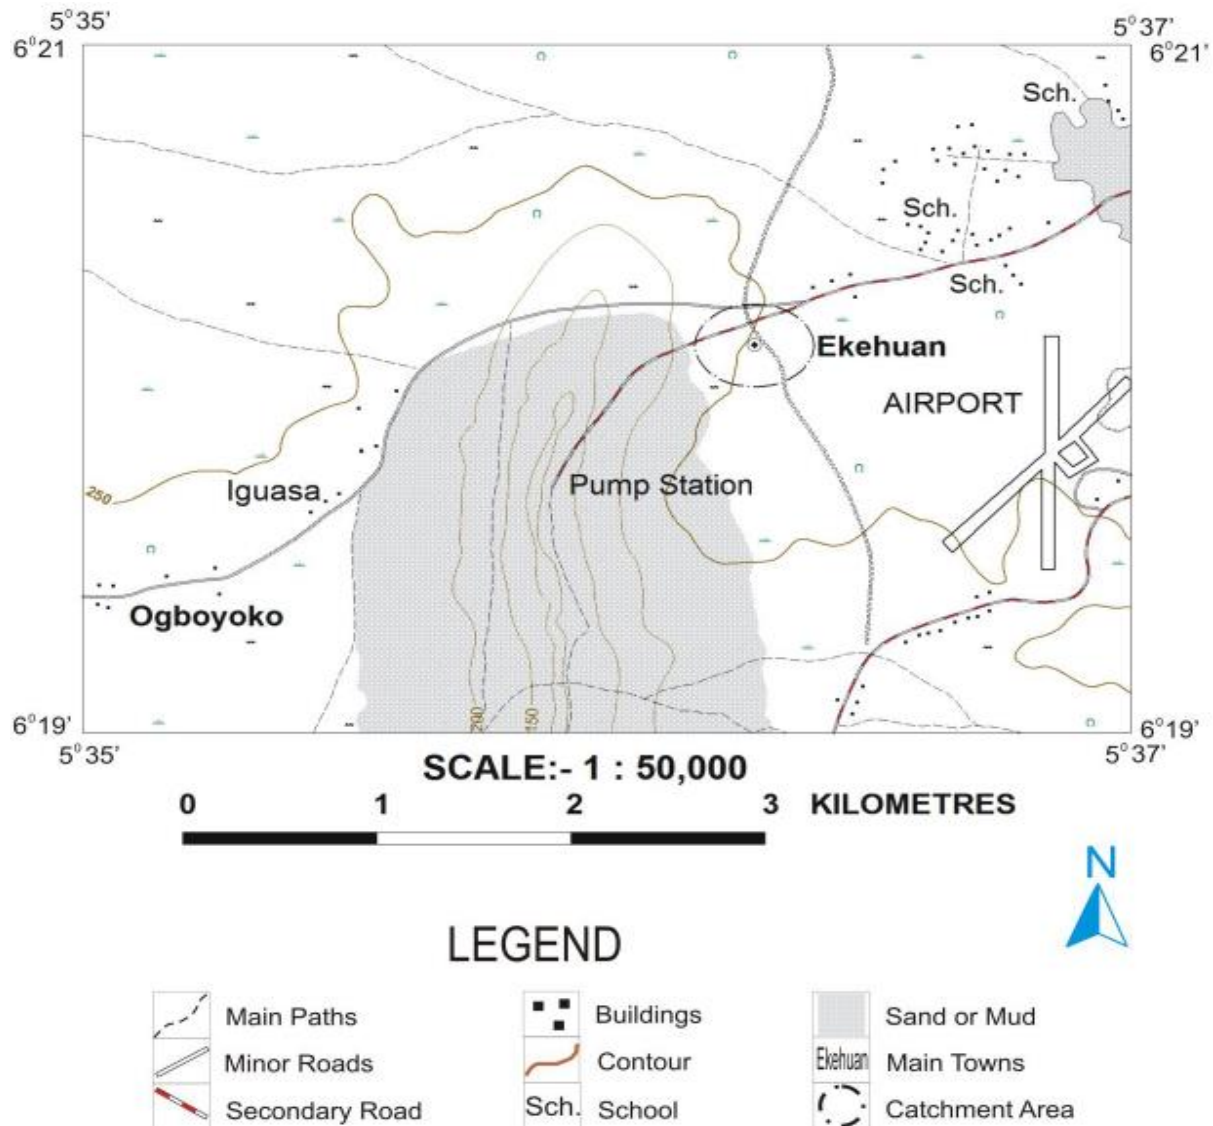 5°35' 5°37'
6°21 6°21'
Sch.
Sch.
Sch.
Ekehuan
AIRPORT
250
Iguasa
Pump Station
Ogboyoko
200 150
6°19' 6°19'
5°35' 5°37'
SCALE:- 1 : 50,000
0 1 2 3 KILOMETRES
N
LEGEND
Main Paths Buildings Sand or Mud
Minor Roads Contour Ekehuan Main Towns
Secondary Road Sch. School Catchment Area